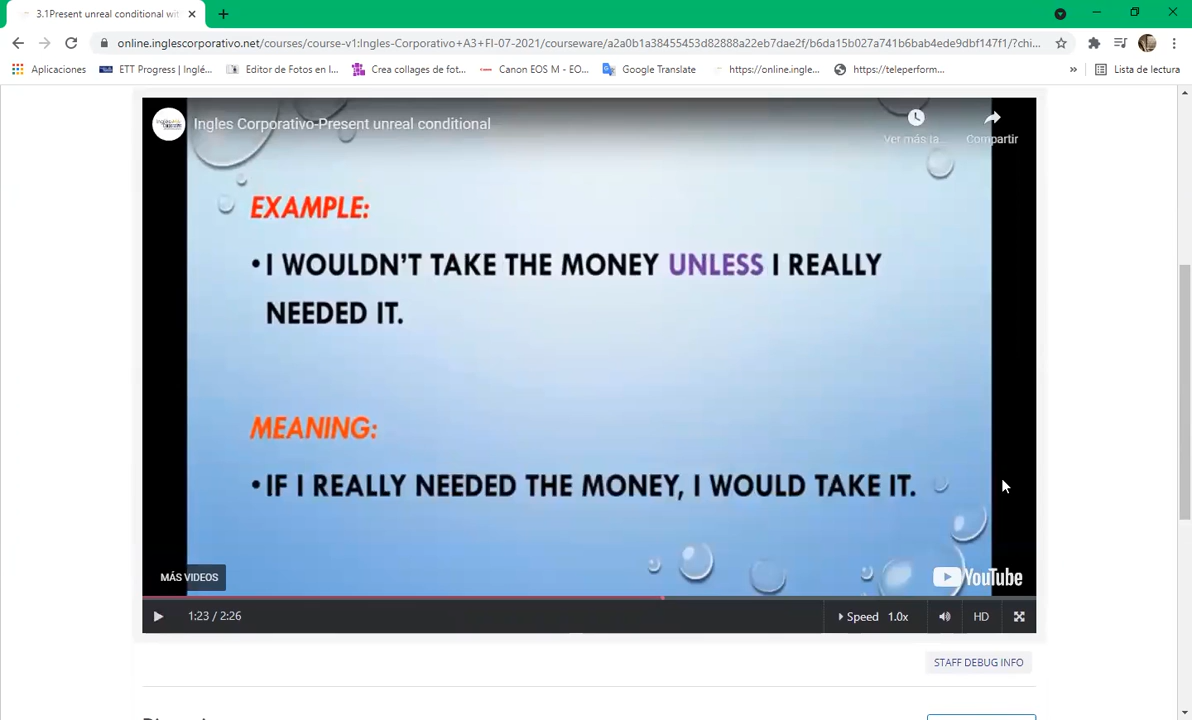 3.1Present unreal conditional wit
online.inglescorporativo.net/courses/course-v1:Ingles-Corporativo+A3+FI-07-2021/courseware/a2a0b1a38455453d82888a22eb7dae2f/b6da15b027a741b6bab4ede9dbf147f1/?chi...
Aplicaciones ETT Progress | Inglé... Editor de Fotos en l... Crea collages de fot... Canon EOS M - EO... Google Translate https://online.ingle... https://teleperform... » Lista de lectura
Ingles Corporativo-Present unreal conditional
Ver más ta... Compartir
EXAMPLE:
•I WOULDN'T TAKE THE MONEY UNLESS I REALLY
NEEDED IT.
MEANING:
•IF I REALLY NEEDED THE MONEY, I WOULD TAKE IT.
MÁS VIDEOS YouTube
1:23 / 2:26 Speed 1.0x HD
STAFF DEBUG INFO